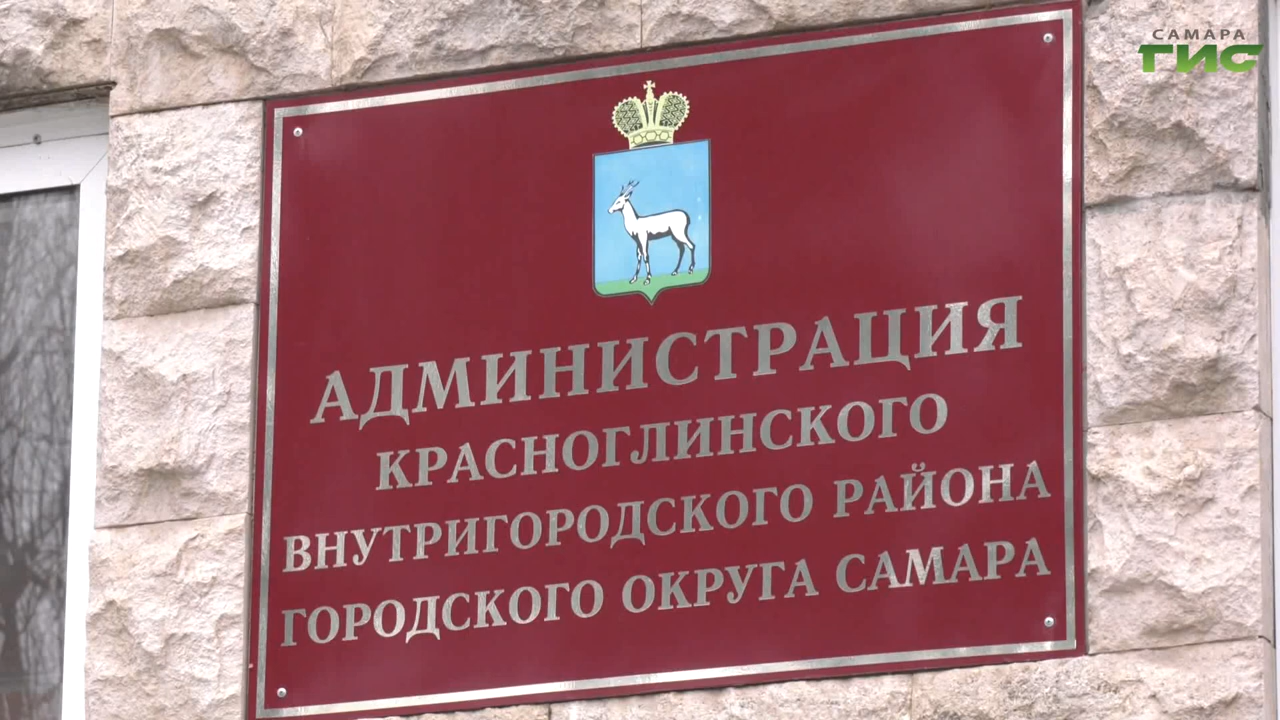 САМАРА
ГИС
АДМИНИСТРАЦИЯ
КРАСНОГЛИНСКОГО
ВНУТРИГОРОДСКОГО РАЙОНА
ГОРОДСКОГО ОКРУГА САМАРА